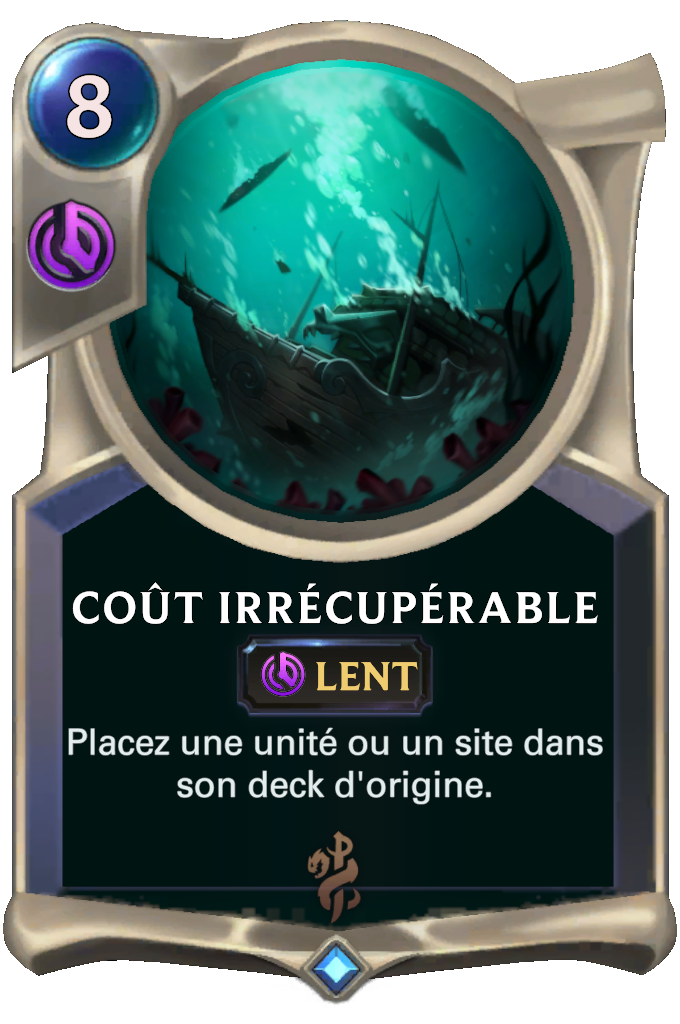 8
COÛT IRRÉCUPÉRABLE
LENT
Placez une unité ou un site dans
son deck d'origine.